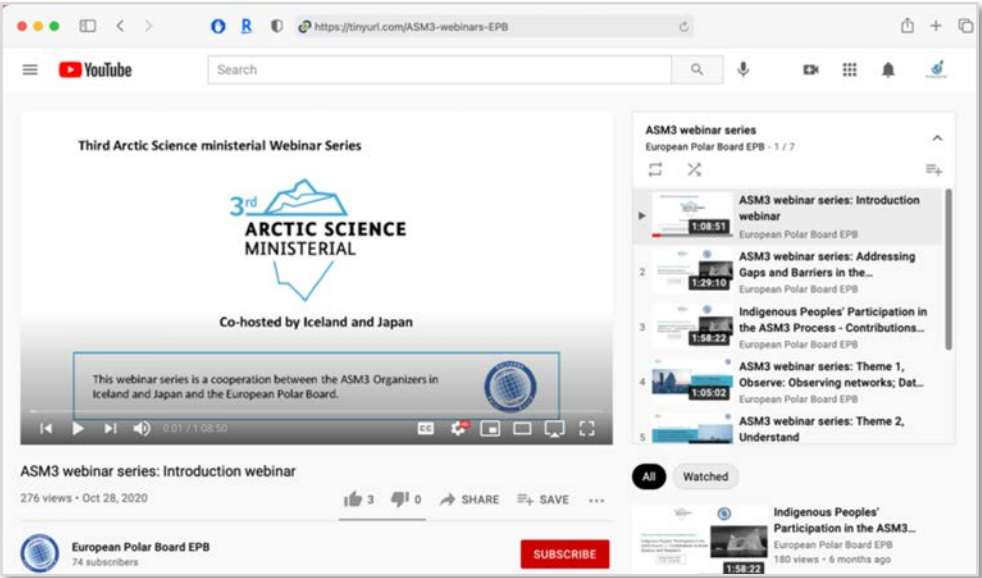 https://tinyurl.com/ASM3-webinars-EPB
YouTube
Search
Third Arctic Science ministerial Webinar Series
3rd
ARCTIC SCIENCE
MINISTERIAL
Co-hosted by Iceland and Japan
This webinar series is a cooperation between the ASM3 Organizers in
Iceland and Japan and the European Polar Board.
0:01 / 1:08:50
CC
ASM3 webinar series: Introduction webinar
276 views • Oct 28, 2020
3
0
SHARE
SAVE
European Polar Board EPB
74 subscribers
SUBSCRIBE
ASM3 webinar series
European Polar Board EPB - 1 / 7
1:08:51
ASM3 webinar series: Introduction
webinar
European Polar Board EPB
2
1:29:10
ASM3 webinar series: Addressing
Gaps and Barriers in the...
European Polar Board EPB
3
1:58:22
Indigenous Peoples' Participation in
the ASM3 Process - Contributions...
European Polar Board EPB
4
1:05:02
ASM3 webinar series: Theme 1,
Observe: Observing networks; Dat...
European Polar Board EPB
5
ASM3 webinar series: Theme 2,
Understand
All
Watched
1:58:22
Indigenous Peoples'
Participation in the ASM3...
European Polar Board EPB
180 views • 6 months ago